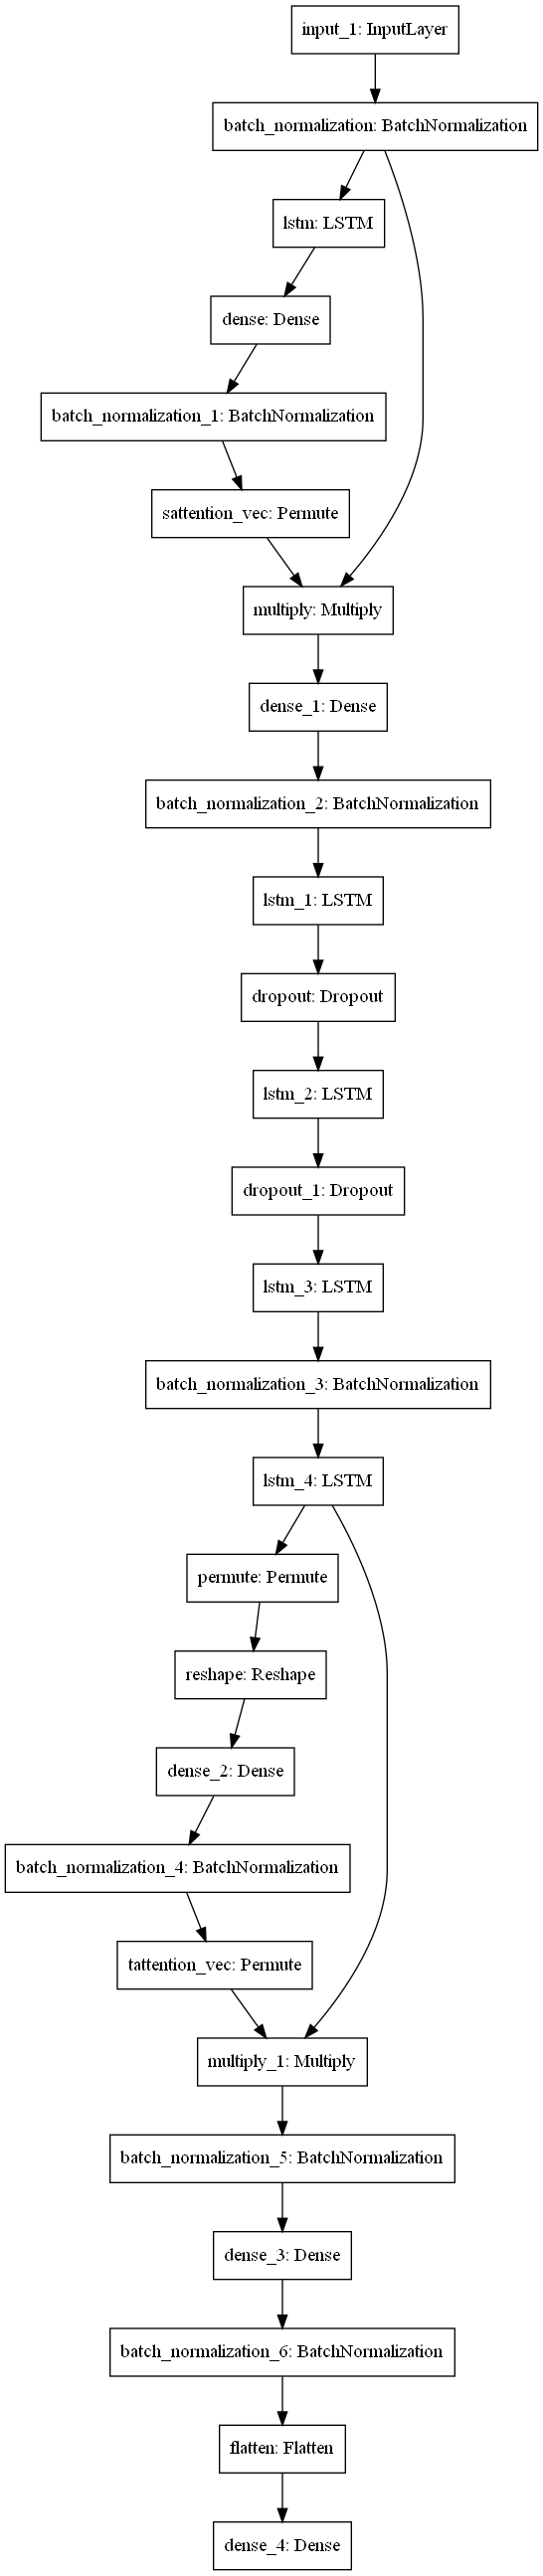 input_1: InputLayer
batch_normalization: BatchNormalization
lstm: LSTM
dense: Dense
batch_normalization_1: BatchNormalization
sattention_vec: Permute
multiply: Multiply
dense_1: Dense
batch_normalization_2: BatchNormalization
lstm_1: LSTM
dropout: Dropout
lstm_2: LSTM
dropout_1: Dropout
lstm_3: LSTM
batch_normalization_3: BatchNormalization
lstm_4: LSTM
permute: Permute
reshape: Reshape
dense_2: Dense
batch_normalization_4: BatchNormalization
tattention_vec: Permute
multiply_1: Multiply
batch_normalization_5: BatchNormalization
dense_3: Dense
batch_normalization_6: BatchNormalization
flatten: Flatten
dense_4: Dense